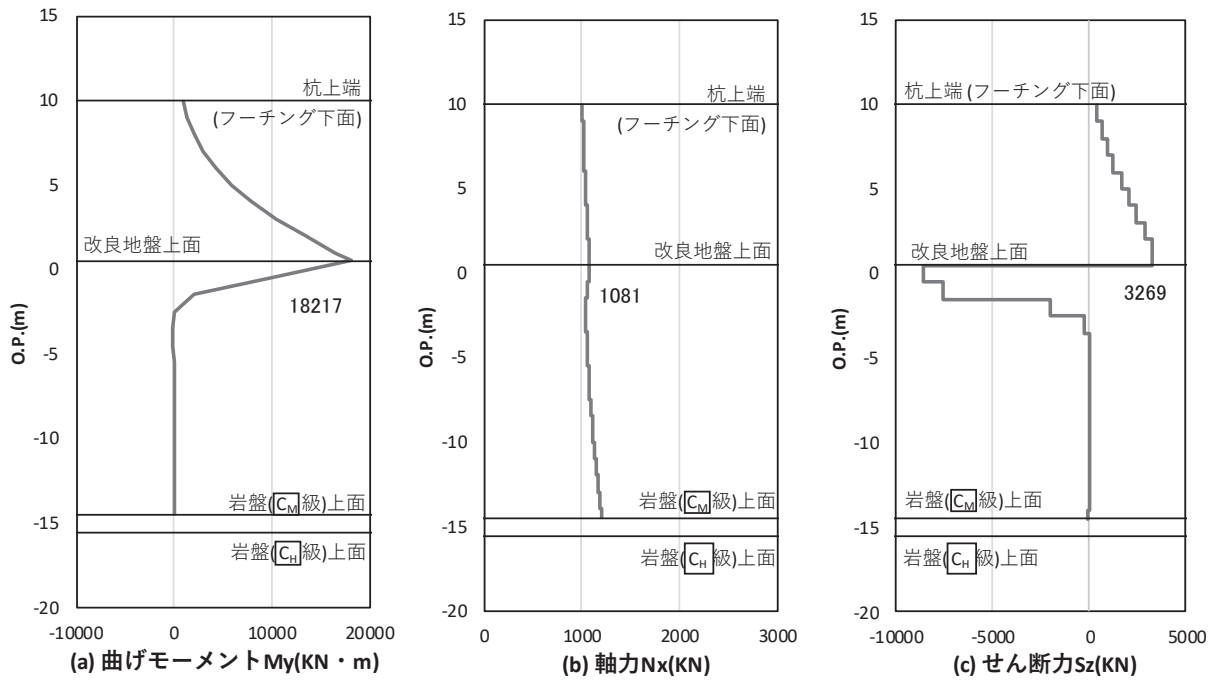 15
10
5
0
-5
-10
-15
-20
O.P.(m)
杭上端
(フーチング下面)
改良地盤上面
18217
岩盤(CM級)上面
岩盤(CH級)上面
-10000 0 10000 20000
(a) 曲げモーメントMy(KN・m)
15
10
5
0
-5
-10
-15
-20
O.P.(m)
杭上端
(フーチング下面)
改良地盤上面
1081
岩盤(CM級)上面
岩盤(CH級)上面
0 1000 2000 3000
(b) 軸力Nx(KN)
15
10
5
0
-5
-10
-15
-20
O.P.(m)
杭上端 (フーチング下面)
改良地盤上面
3269
岩盤(CM級)上面
岩盤(CH級)上面
-10000 -5000 0 5000
(c) せん断力Sz(KN)